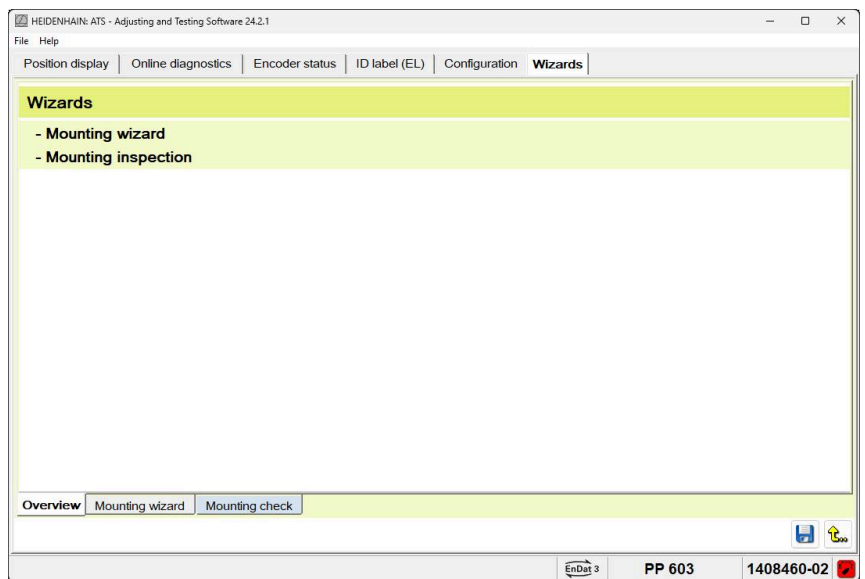 HEIDENHAIN: ATS - Adjusting and Testing Software 24.2.1
File Help
Position display Online diagnostics Encoder status ID label (EL) Configuration Wizards
Wizards
- Mounting wizard
- Mounting inspection
Overview Mounting wizard Mounting check
EnDat 3 PP 603 1408460-02